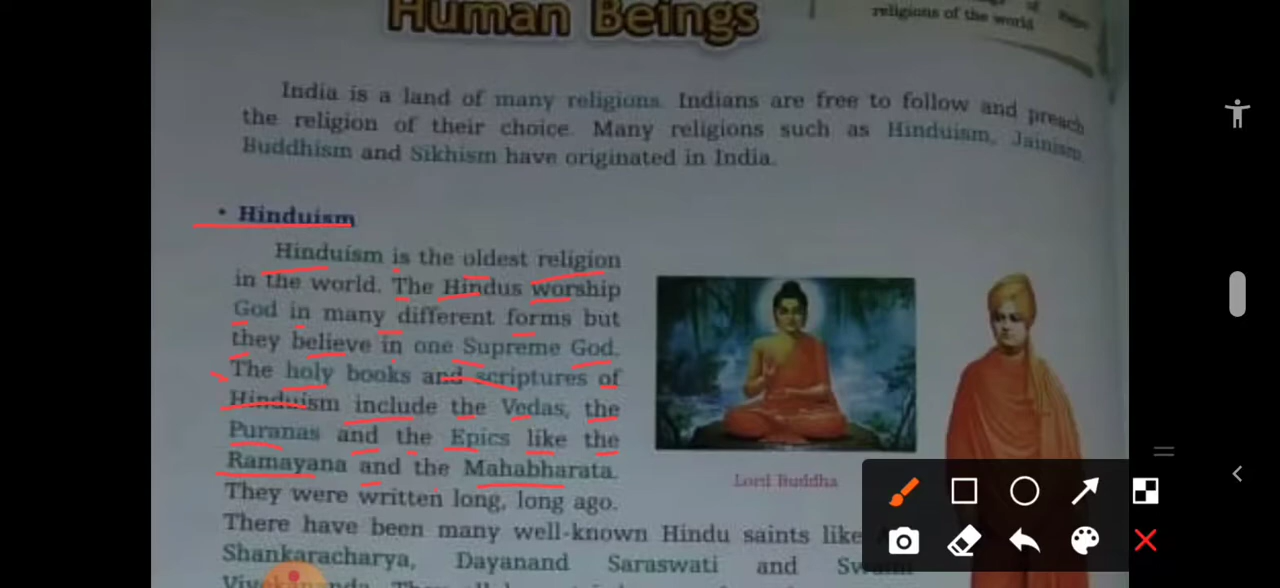 Human Beings
religions of the world
India is a land of many religions. Indians are free to follow and preach
the religion of their choice. Many religions such as Hinduism, Jainism
Buddhism and Sikhism have originated in India.
• Hinduism
Hinduism is the oldest religion
in the world. The Hindus worship
God in many different forms but
they believe in one Supreme God.
The holy books and scriptures of
Hinduism include the Vedas, the
Puranas and the Epics like the
Ramayana and the Mahabharata.
They were written long, long ago.
There have been many well-known Hindu saints like
Shankaracharya, Dayanand Saraswati and
Lord Buddha